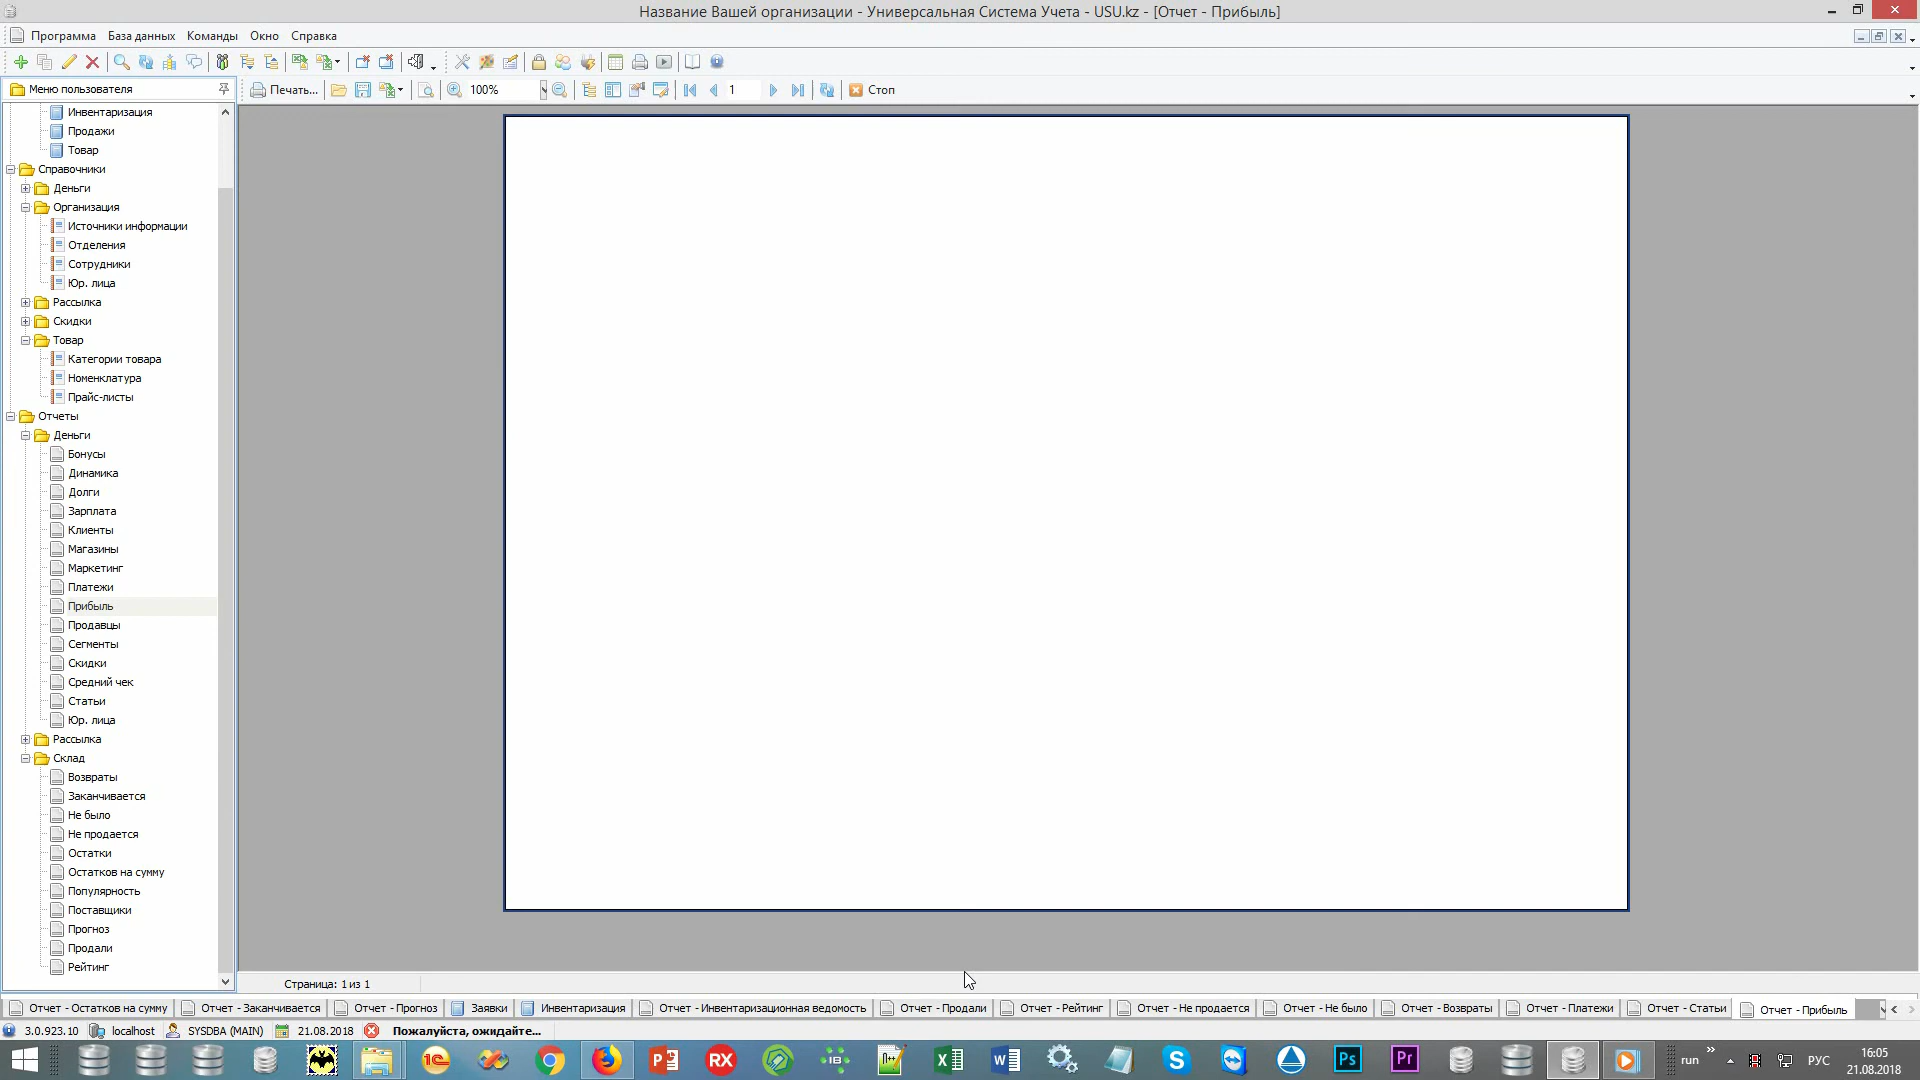 Название Вашей организации - Универсальная Система Учета - USU.kz - [Отчет - Прибыль]
Программа База данных Команды Окно Справка
Меню пользователя
Печать... 100% 1 Стоп
Инвентаризация
Продажи
Товар
Справочники
Деньги
Организация
Источники информации
Отделения
Сотрудники
Юр. лица
Рассылка
Скидки
Товар
Категории товара
Номенклатура
Прайс-листы
Отчеты
Деньги
Бонусы
Динамика
Долги
Зарплата
Клиенты
Магазины
Маркетинг
Платежи
Прибыль
Продавцы
Сегменты
Скидки
Средний чек
Статьи
Юр. лица
Рассылка
Склад
Возвраты
Заканчивается
Не было
Не продается
Остатки
Остатков на сумму
Популярность
Поставщики
Прогноз
Продали
Рейтинг
Страница: 1 из 1
Отчет - Остатков на сумму Отчет - Заканчивается Отчет - Прогноз Заявки Инвентаризация Отчет - Инвентаризационная ведомость Отчет - Продали Отчет - Рейтинг Отчет - Не продается Отчет - Не было Отчет - Возвраты Отчет - Платежи Отчет - Статьи Отчет - Прибыль
3.0.923.10 localhost SYSDBA (MAIN) 21.08.2018 Пожалуйста, ожидайте...
1С P RX IB X W S Ps Pr run РУС 16:05
21.08.2018